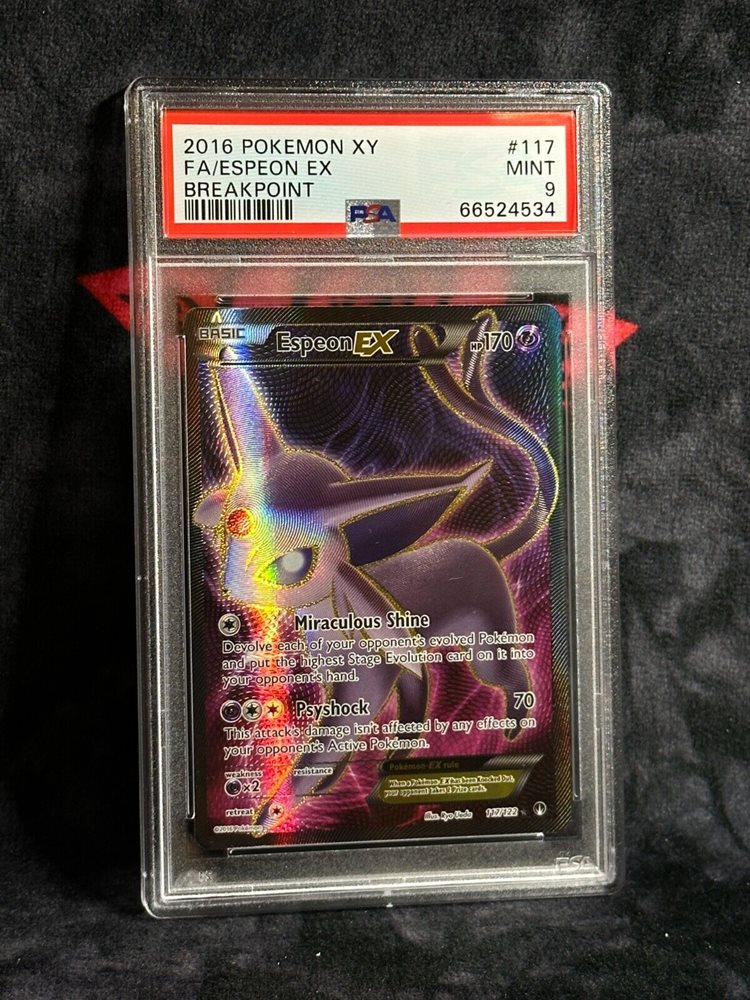 2016 POKEMON XY #117
FA/ESPEON EX MINT
BREAKPOINT 9
PSA 66524534
BASIC Espeon EX HP170
Miraculous Shine
Devolve each of your opponent's evolved Pokémon
and put the highest Stage Evolution card on it into
your opponent's hand.
Psyshock 70
This attack's damage isn't affected by any effects on
your opponent's Active Pokémon.
weakness resistance
×2
Pokémon-EX rule
When a Pokémon-EX has been Knocked Out,
your opponent takes 2 Prize cards.
retreat
©2016 Pokémon
Illus. Ryo Ueda 117/122
PSA